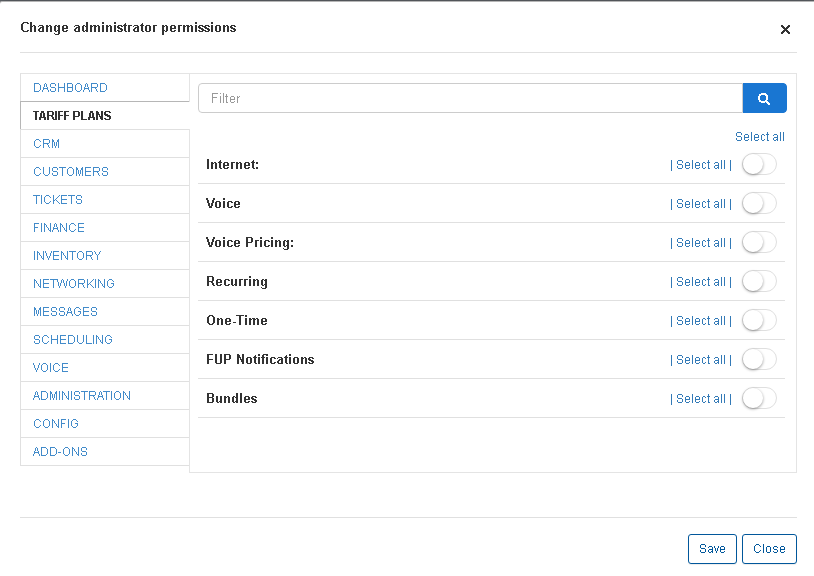 Change administrator permissions
×
DASHBOARD
TARIFF PLANS
CRM
CUSTOMERS
TICKETS
FINANCE
INVENTORY
NETWORKING
MESSAGES
SCHEDULING
VOICE
ADMINISTRATION
CONFIG
ADD-ONS
Filter
Select all
Internet: | Select all |
Voice | Select all |
Voice Pricing: | Select all |
Recurring | Select all |
One-Time | Select all |
FUP Notifications | Select all |
Bundles | Select all |
Save Close